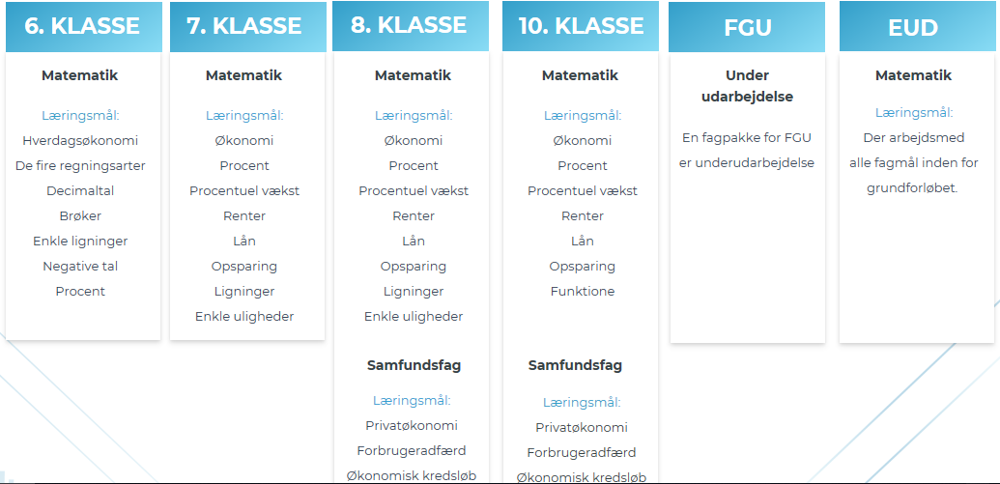 6. KLASSE
Matematik
Læringsmål:
Hverdagsøkonomi
De fire regningsarter
Decimaltal
Brøker
Enkle ligninger
Negative tal
Procent
7. KLASSE
Matematik
Læringsmål:
Økonomi
Procent
Procentuel vækst
Renter
Lån
Opsparing
Ligninger
Enkle uligheder
8. KLASSE
Matematik
Læringsmål:
Økonomi
Procent
Procentuel vækst
Renter
Lån
Opsparing
Ligninger
Enkle uligheder
Samfundsfag
Læringsmål:
Privatøkonomi
Forbrugeradfærd
Økonomisk kredsløb
10. KLASSE
Matematik
Læringsmål:
Økonomi
Procent
Procentuel vækst
Renter
Lån
Opsparing
Funktione
Samfundsfag
Læringsmål:
Privatøkonomi
Forbrugeradfærd
Økonomisk kredsløb
FGU
Under
udarbejdelse
En fagpakke for FGU
er underudarbejdelse
EUD
Matematik
Læringsmål:
Der arbejdsmed
alle fagmål inden for
grundforløbet.